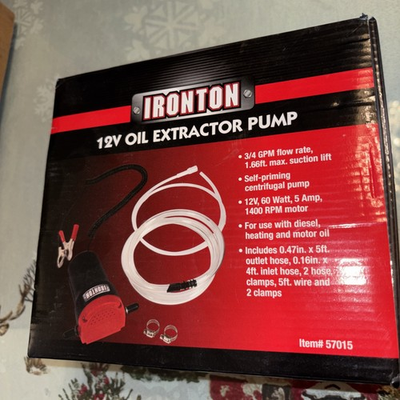 IRONTON
12V OIL EXTRACTOR PUMP
• 3/4 GPM flow rate,
1.66ft. max. suction lift
• Self-priming
centrifugal pump
• 12V, 60 Watt, 5 Amp,
1400 RPM motor
• For use with diesel,
heating and motor oil
• Includes 0.47in. x 5ft.
outlet hose, 0.16in. x
4ft. inlet hose, 2 hose
clamps, 5ft. wire and
2 clamps
IRONTON
Item# 57015